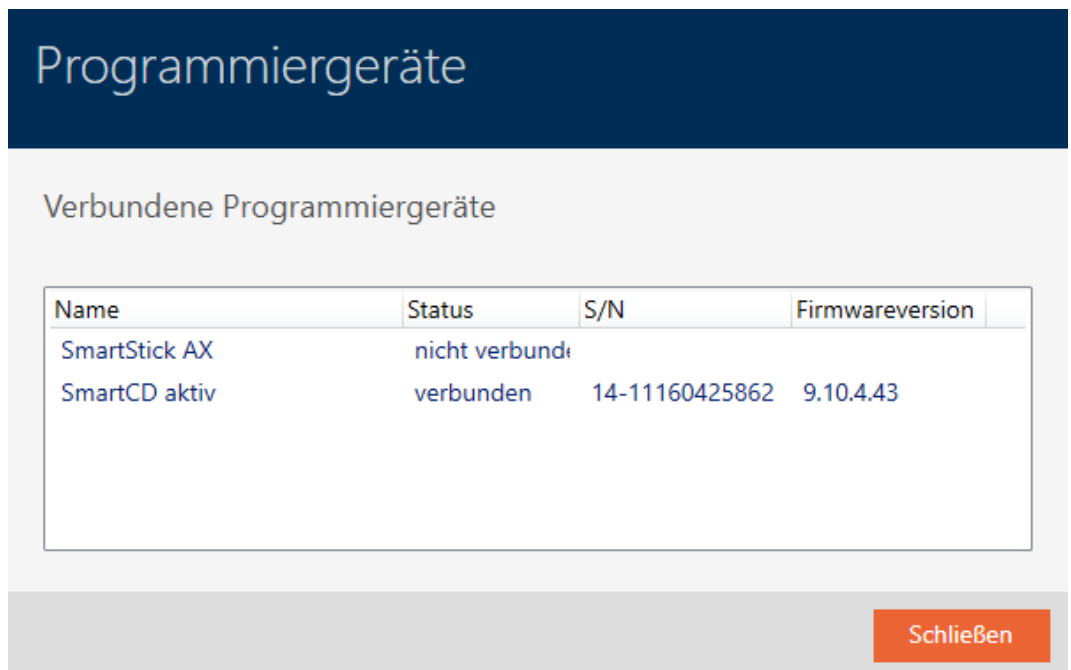 Programmiergeräte
Verbundene Programmiergeräte
Name Status S/N Firmwareversion
SmartStick AX nicht verbunde
SmartCD aktiv verbunden 14-11160425862 9.10.4.43
Schließen